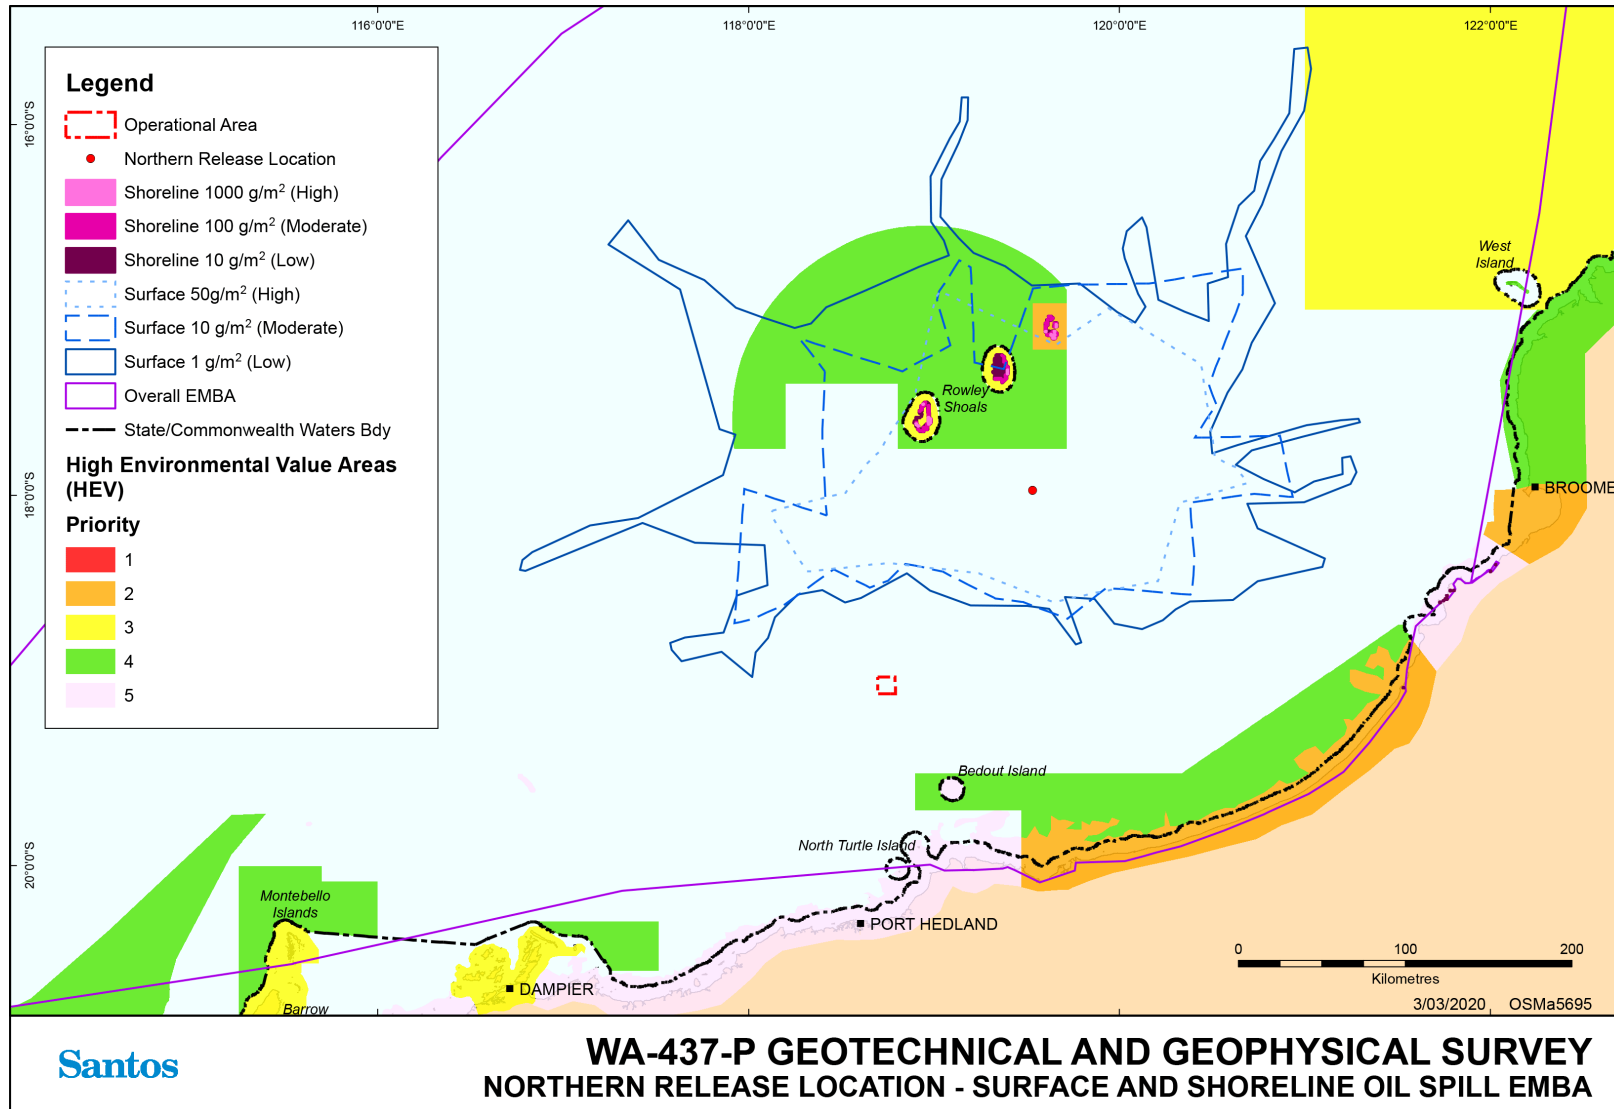 116°0'0"E
118°0'0"E
120°0'0"E
122°0'0"E
16°0'0"S
18°0'0"S
20°0'0"S
Legend
Operational Area
Northern Release Location
Shoreline 1000 g/m² (High)
Shoreline 100 g/m² (Moderate)
Shoreline 10 g/m² (Low)
Surface 50g/m² (High)
Surface 10 g/m² (Moderate)
Surface 1 g/m² (Low)
Overall EMBA
State/Commonwealth Waters Bdy
High Environmental Value Areas
(HEV)
Priority
1
2
3
4
5
West
Island
Rowley
Shoals
BROOME
Bedout Island
North Turtle Island
Montebello
Islands
PORT HEDLAND
DAMPIER
Barrow
0 100 200
Kilometres
3/03/2020 OSMa5695
Santos
WA-437-P GEOTECHNICAL AND GEOPHYSICAL SURVEY
NORTHERN RELEASE LOCATION - SURFACE AND SHORELINE OIL SPILL EMBA